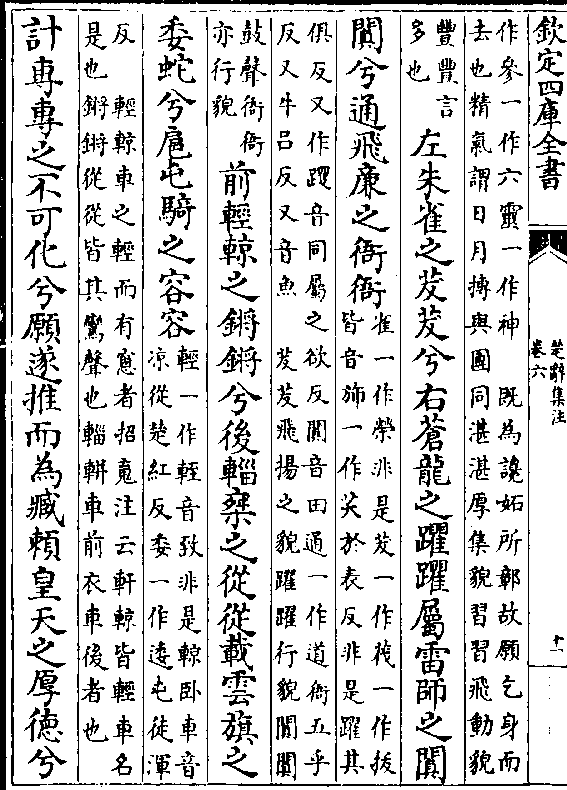 欽定四庫全書
楚辭集注
卷六
十一
作參一作六靈一作神　既為讒妬所鄣故願乞身而
去也精氣謂日月摶與團同湛湛厚集貌習習飛動貌
豐豐言
多也
左朱雀之茇茇兮右蒼龍之躍躍屬雷師之闐
闐兮通飛廉之衙衙
雀一作榮非是茇一作筏一作拔
皆音斾一作芺於表反非是躍其
俱反又作躣音同屬之欲反闐音田通一作道衙五乎
反又牛呂反又音魚　茇茇飛揚之貌躍躍行貌闐闐
鼓聲衙衙
亦行貌
前輕輬之鏘鏘兮後輜椉之從從載雲旗之
委蛇兮扈屯騎之容容
輕一作輊音致非是輬卧車音
凉從楚紅反委一作逶屯徒渾
反　輕輬車之輕而有窻者招䰟注云軒輬皆輕車名
是也鏘鏘從從皆其鸞聲也輜軿車前衣車後者也
計專專之不可化兮願遂推而為臧賴皇天之厚德兮